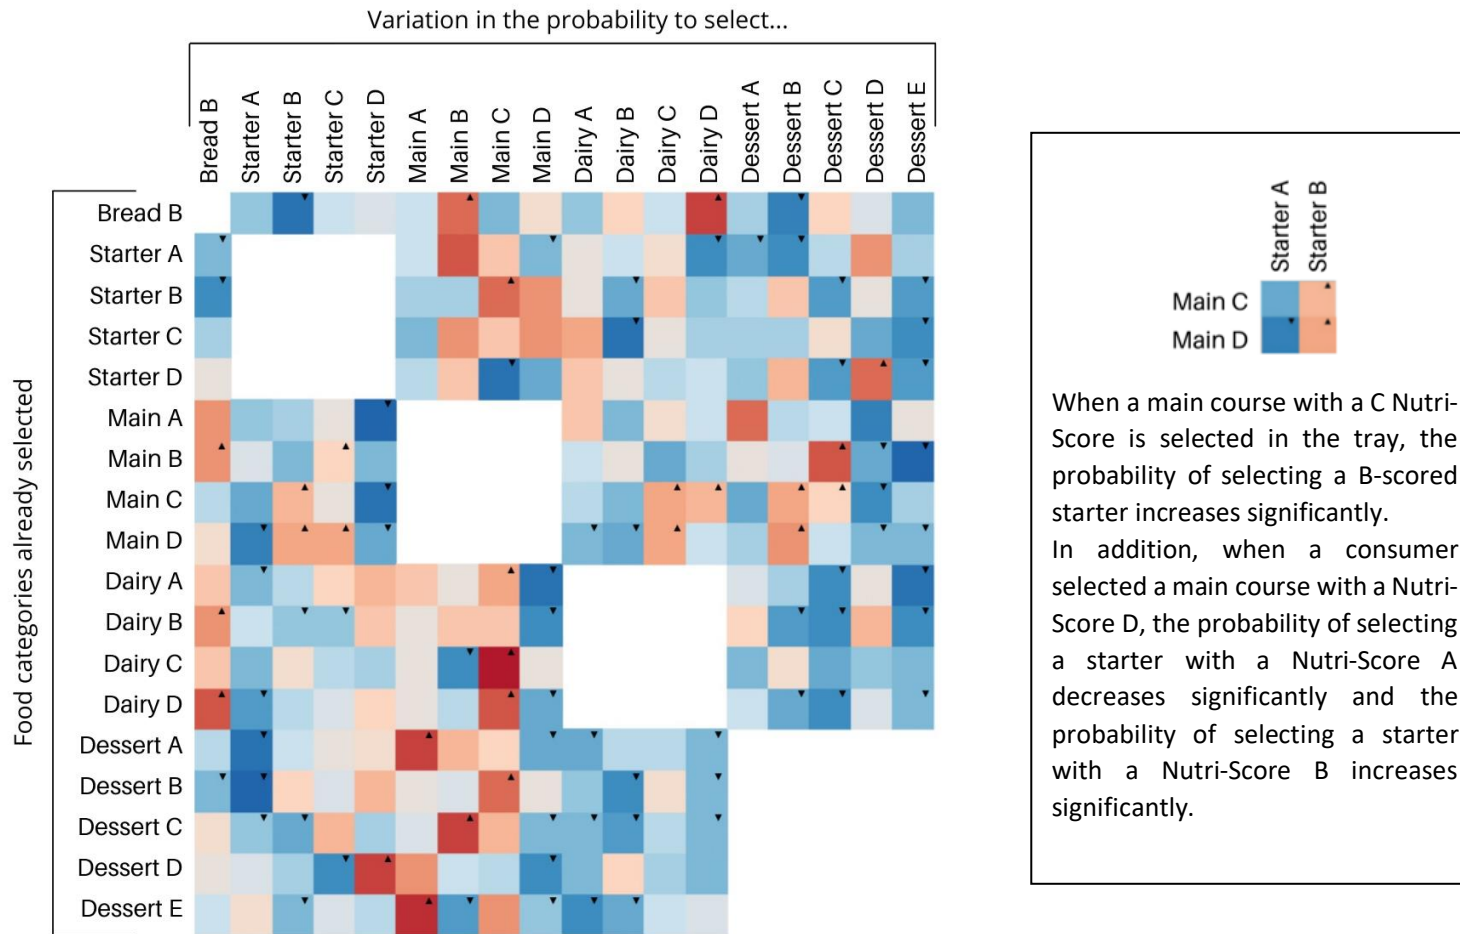 Variation in the probability to select...
Bread B
Starter A
Starter B
Starter C
Starter D
Main A
Main B
Main C
Main D
Dairy A
Dairy B
Dairy C
Dairy D
Dessert A
Dessert B
Dessert C
Dessert D
Dessert E
Food categories already selected
Bread B
Starter A
Starter B
Starter C
Starter D
Main A
Main B
Main C
Main D
Dairy A
Dairy B
Dairy C
Dairy D
Dessert A
Dessert B
Dessert C
Dessert D
Dessert E
Starter A
Starter B
Main C
Main D
When a main course with a C Nutri-
Score is selected in the tray, the
probability of selecting a B-scored
starter increases significantly.
In addition, when a consumer
selected a main course with a Nutri-
Score D, the probability of selecting
a starter with a Nutri-Score A
decreases significantly and the
probability of selecting a starter
with a Nutri-Score B increases
significantly.